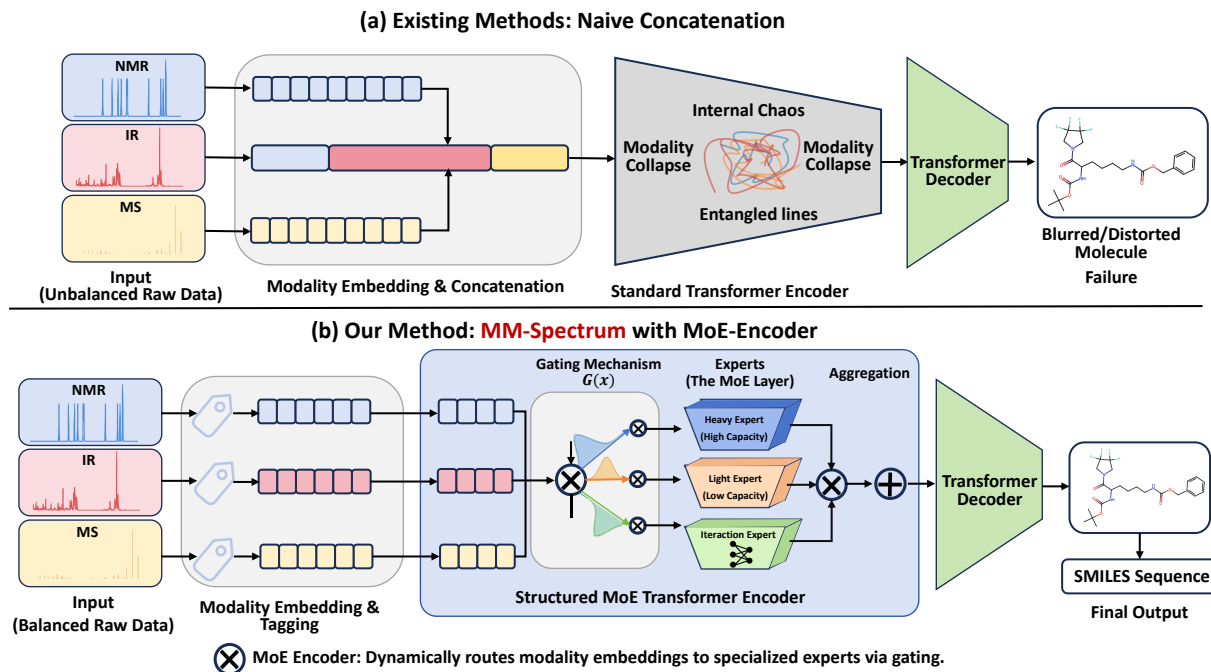 (a) Existing Methods: Naive Concatenation
NMR
IR
MS
Input
(Unbalanced Raw Data)
Modality Embedding & Concatenation
Internal Chaos
Modality
Collapse
Modality
Collapse
Entangled lines
Standard Transformer Encoder
Transformer
Decoder
Blurred/Distorted
Molecule
Failure
(b) Our Method: MM-Spectrum with MoE-Encoder
NMR
IR
MS
Input
(Balanced Raw Data)
Modality Embedding &
Tagging
Gating Mechanism
G(x)
Experts
(The MoE Layer)
Aggregation
Heavy Expert
(High Capacity)
Light Expert
(Low Capacity)
Iteraction Expert
Structured MoE Transformer Encoder
Transformer
Decoder
SMILES Sequence
Final Output
MoE Encoder: Dynamically routes modality embeddings to specialized experts via gating.